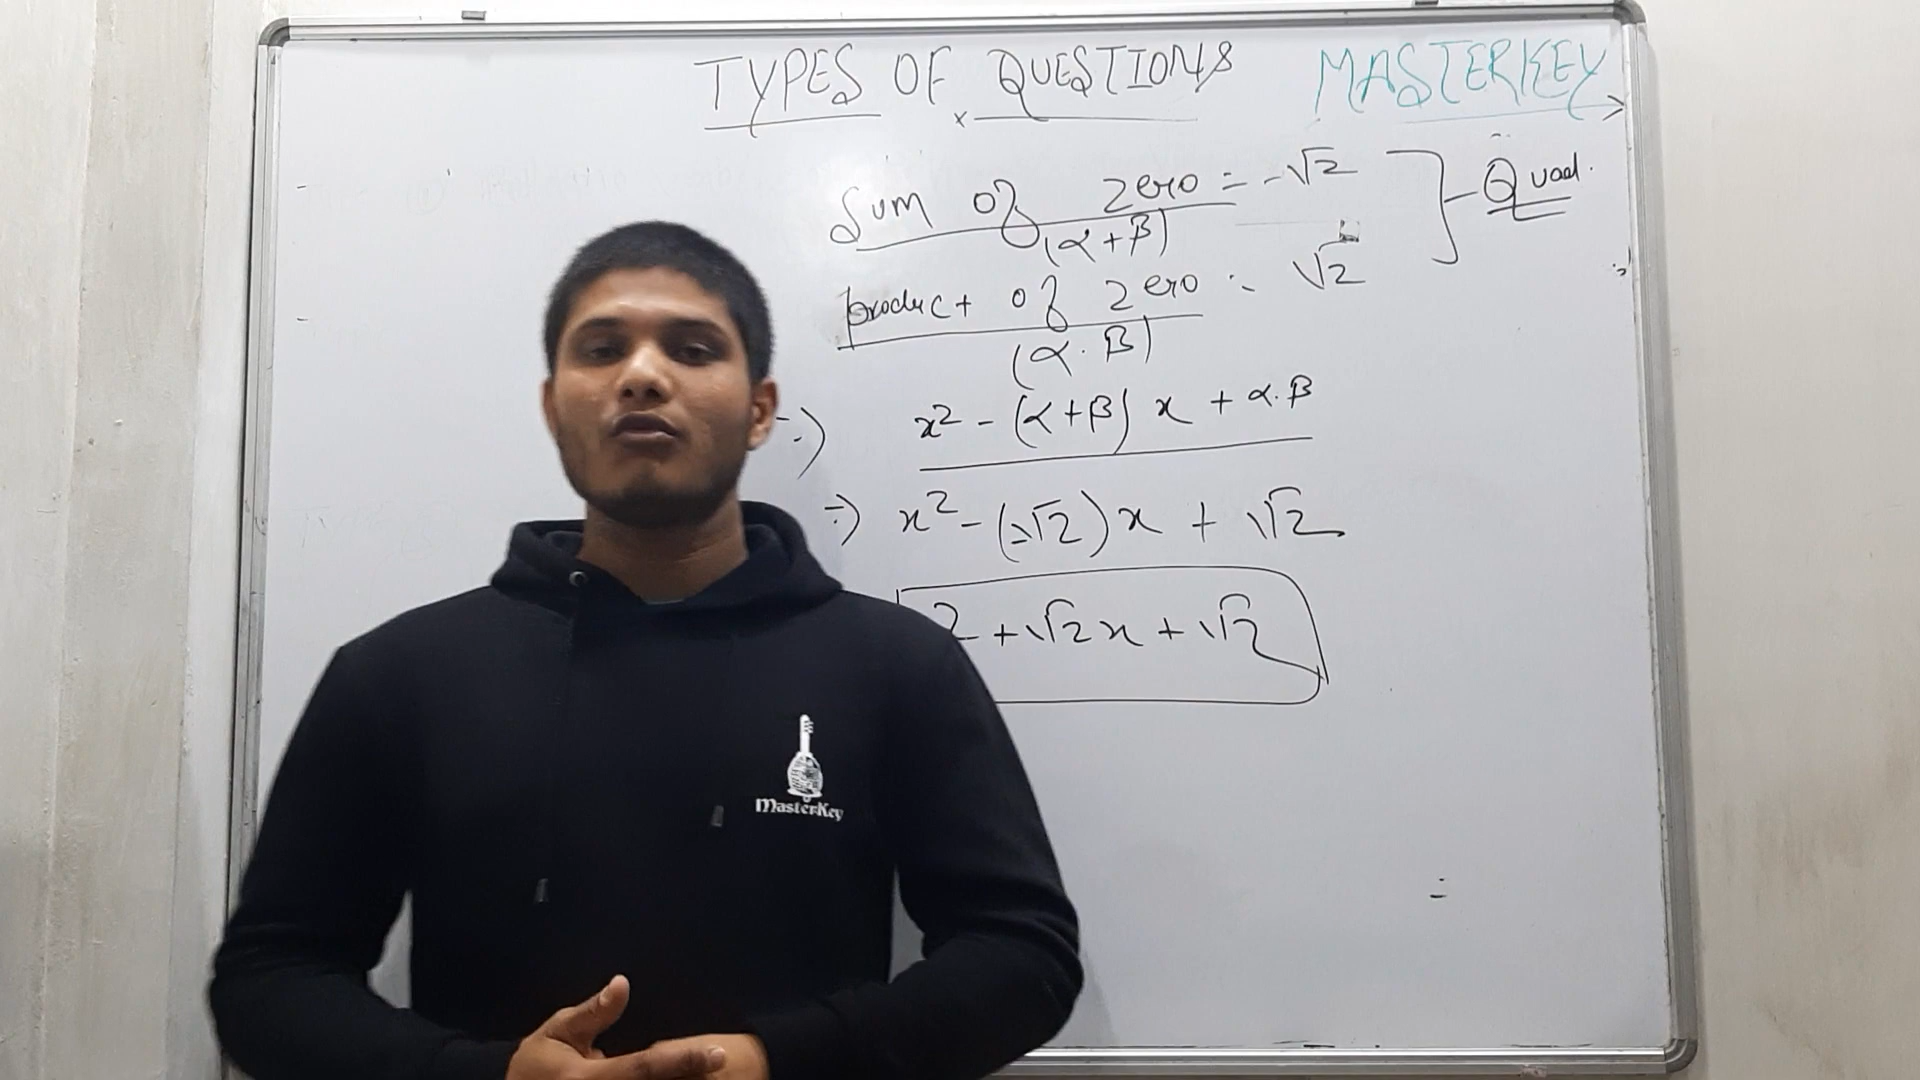 TYPES OF QUESTIONS MASTERKEY
Sum of zero = -√2
(α+β)
Quad.
product of zero = √2
(α.β)
x² - (α+β) x + α.β
x² - (-√2)x + √2
2 + √2x + √2
MasterKey